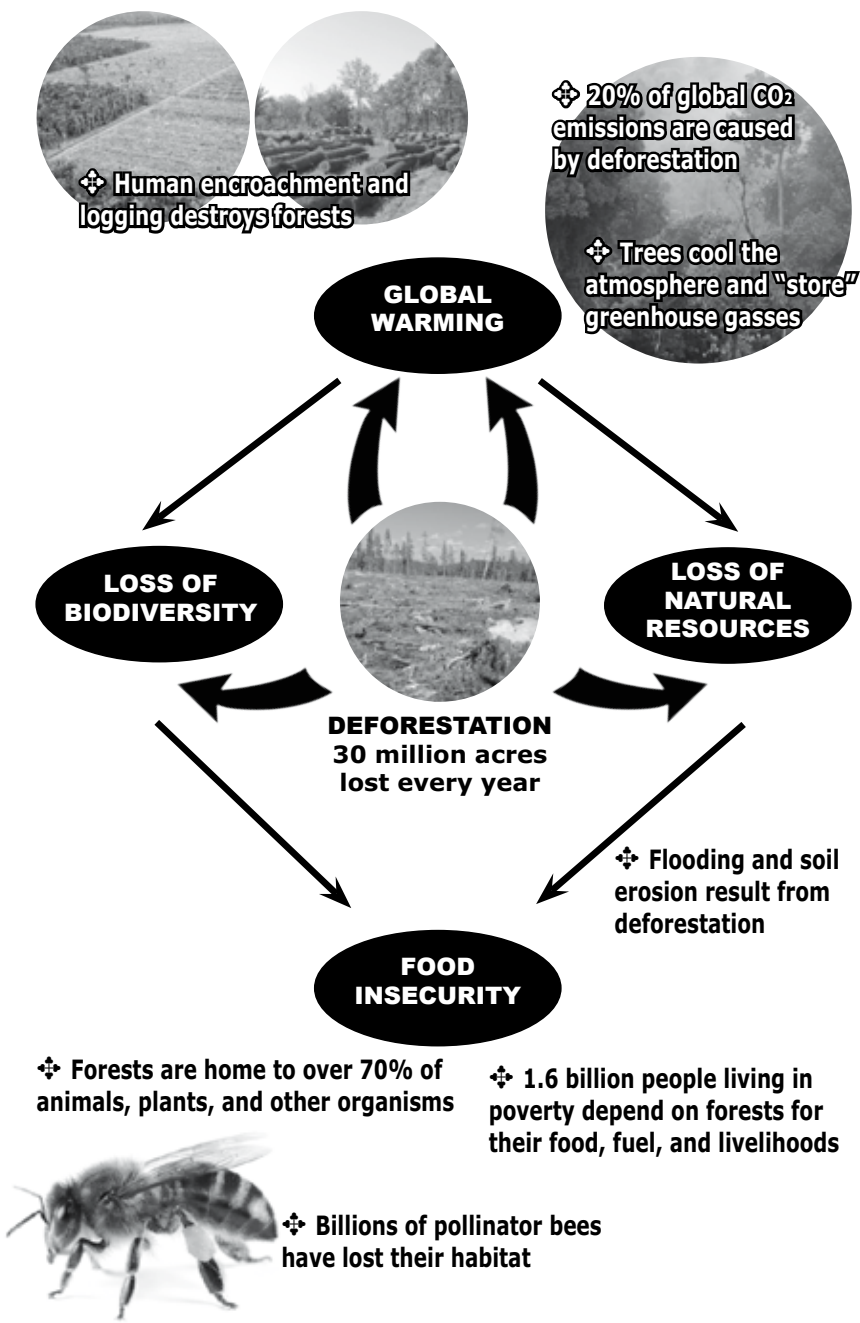 ✥ Human encroachment and
logging destroys forests
✥ 20% of global CO₂
emissions are caused
by deforestation
✥ Trees cool the
atmosphere and “store”
greenhouse gasses
GLOBAL
WARMING
LOSS OF
BIODIVERSITY
LOSS OF
NATURAL
RESOURCES
DEFORESTATION
30 million acres
lost every year
✥ Flooding and soil
erosion result from
deforestation
FOOD
INSECURITY
✥ Forests are home to over 70% of
animals, plants, and other organisms
✥ 1.6 billion people living in
poverty depend on forests for
their food, fuel, and livelihoods
✥ Billions of pollinator bees
have lost their habitat